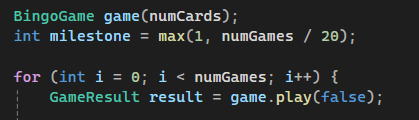 BingoGame game(numCards);
int milestone = max(1, numGames / 20);
for (int i = 0; i < numGames; i++) {
GameResult result = game.play(false);